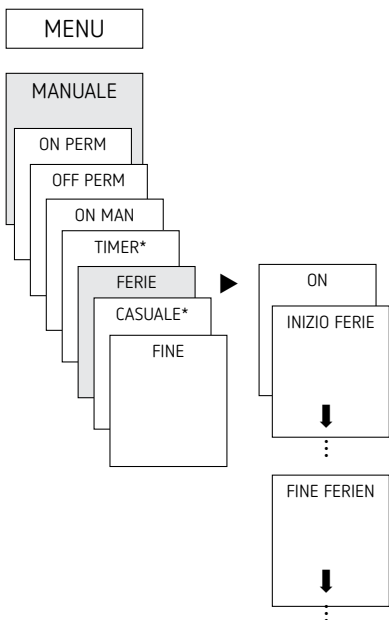 MENU
MANUALE
ON PERM
OFF PERM
ON MAN
TIMER*
FERIE
CASUALE*
FINE
ON
INIZIO FERIE
FINE FERIEN